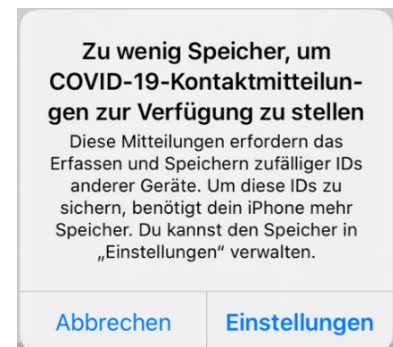 Zu wenig Speicher, um
COVID-19-Kontaktmitteilun-
gen zur Verfügung zu stellen
Diese Mitteilungen erfordern das
Erfassen und Speichern zufälliger IDs
anderer Geräte. Um diese IDs zu
sichern, benötigt dein iPhone mehr
Speicher. Du kannst den Speicher in
„Einstellungen“ verwalten.
Abbrechen
Einstellungen